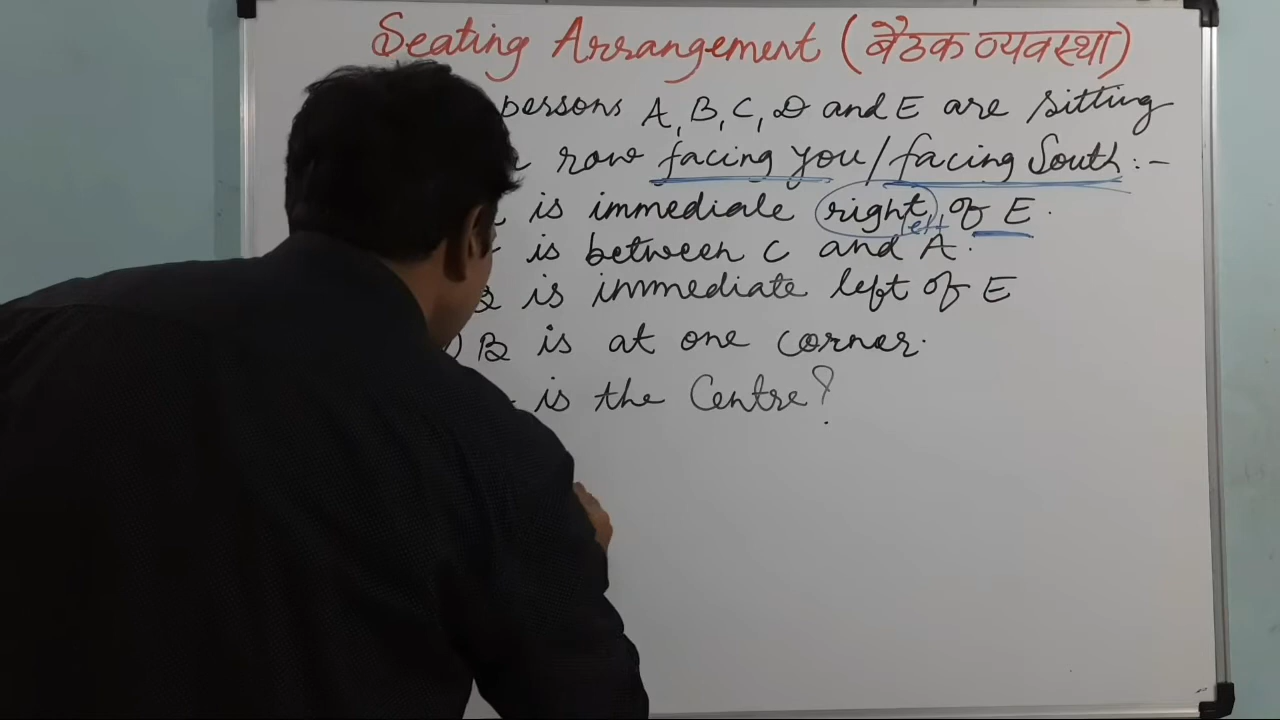 Seating Arrangement (बैठक व्यवस्था)
persons A, B, C, D and E are sitting
row facing you/facing South:-
is immediale right of E.
left
is between C and A.
is immediate left of E
B is at one corner.
is the Centre?